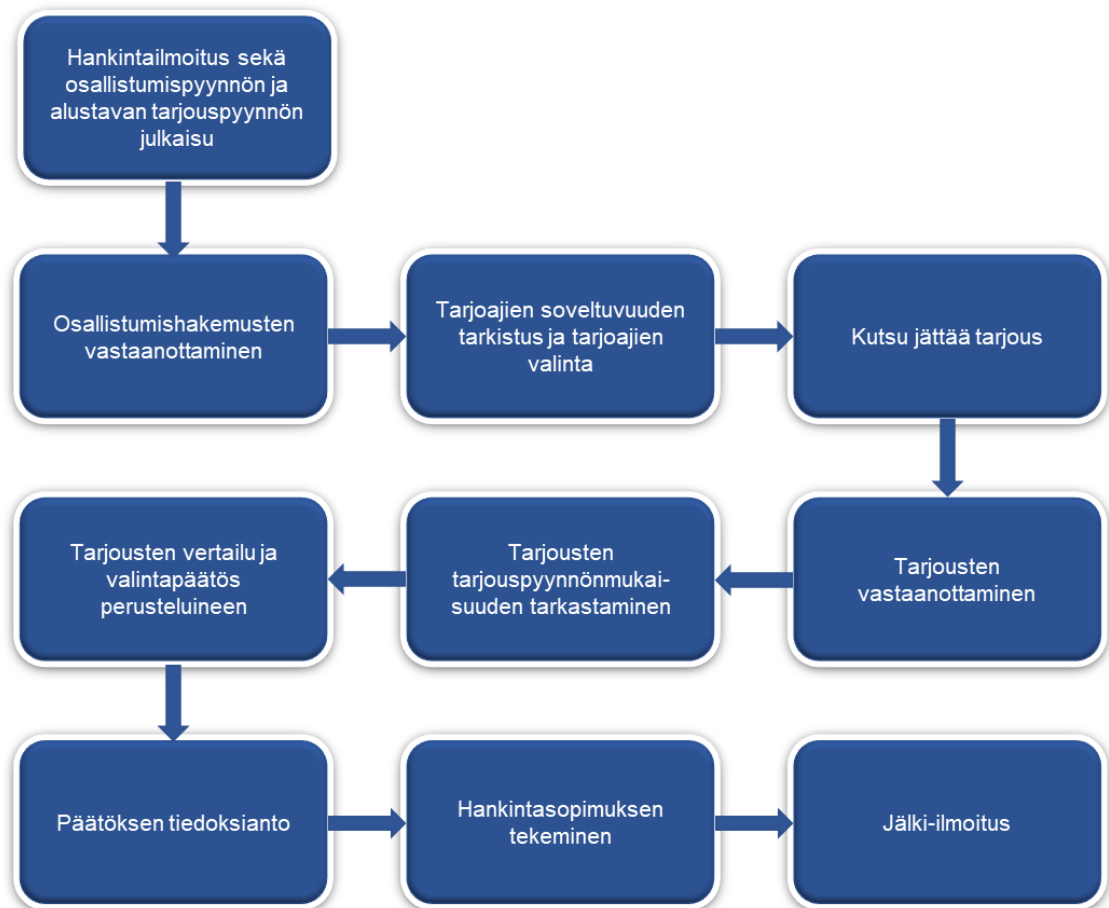 Hankintailmoitus sekä
osallistumispyynnön ja
alustavan tarjouspyynnön
julkaisu
Osallistumishakemusten
vastaanottaminen
Tarjoajien soveltuvuuden
tarkistus ja tarjoajien
valinta
Kutsu jättää tarjous
Tarjousten
vastaanottaminen
Tarjousten
tarjouspyynnönmukai-
suuden tarkastaminen
Tarjousten vertailu ja
valintapäätös
perusteluineen
Päätöksen tiedoksianto
Hankintasopimuksen
tekeminen
Jälki-ilmoitus